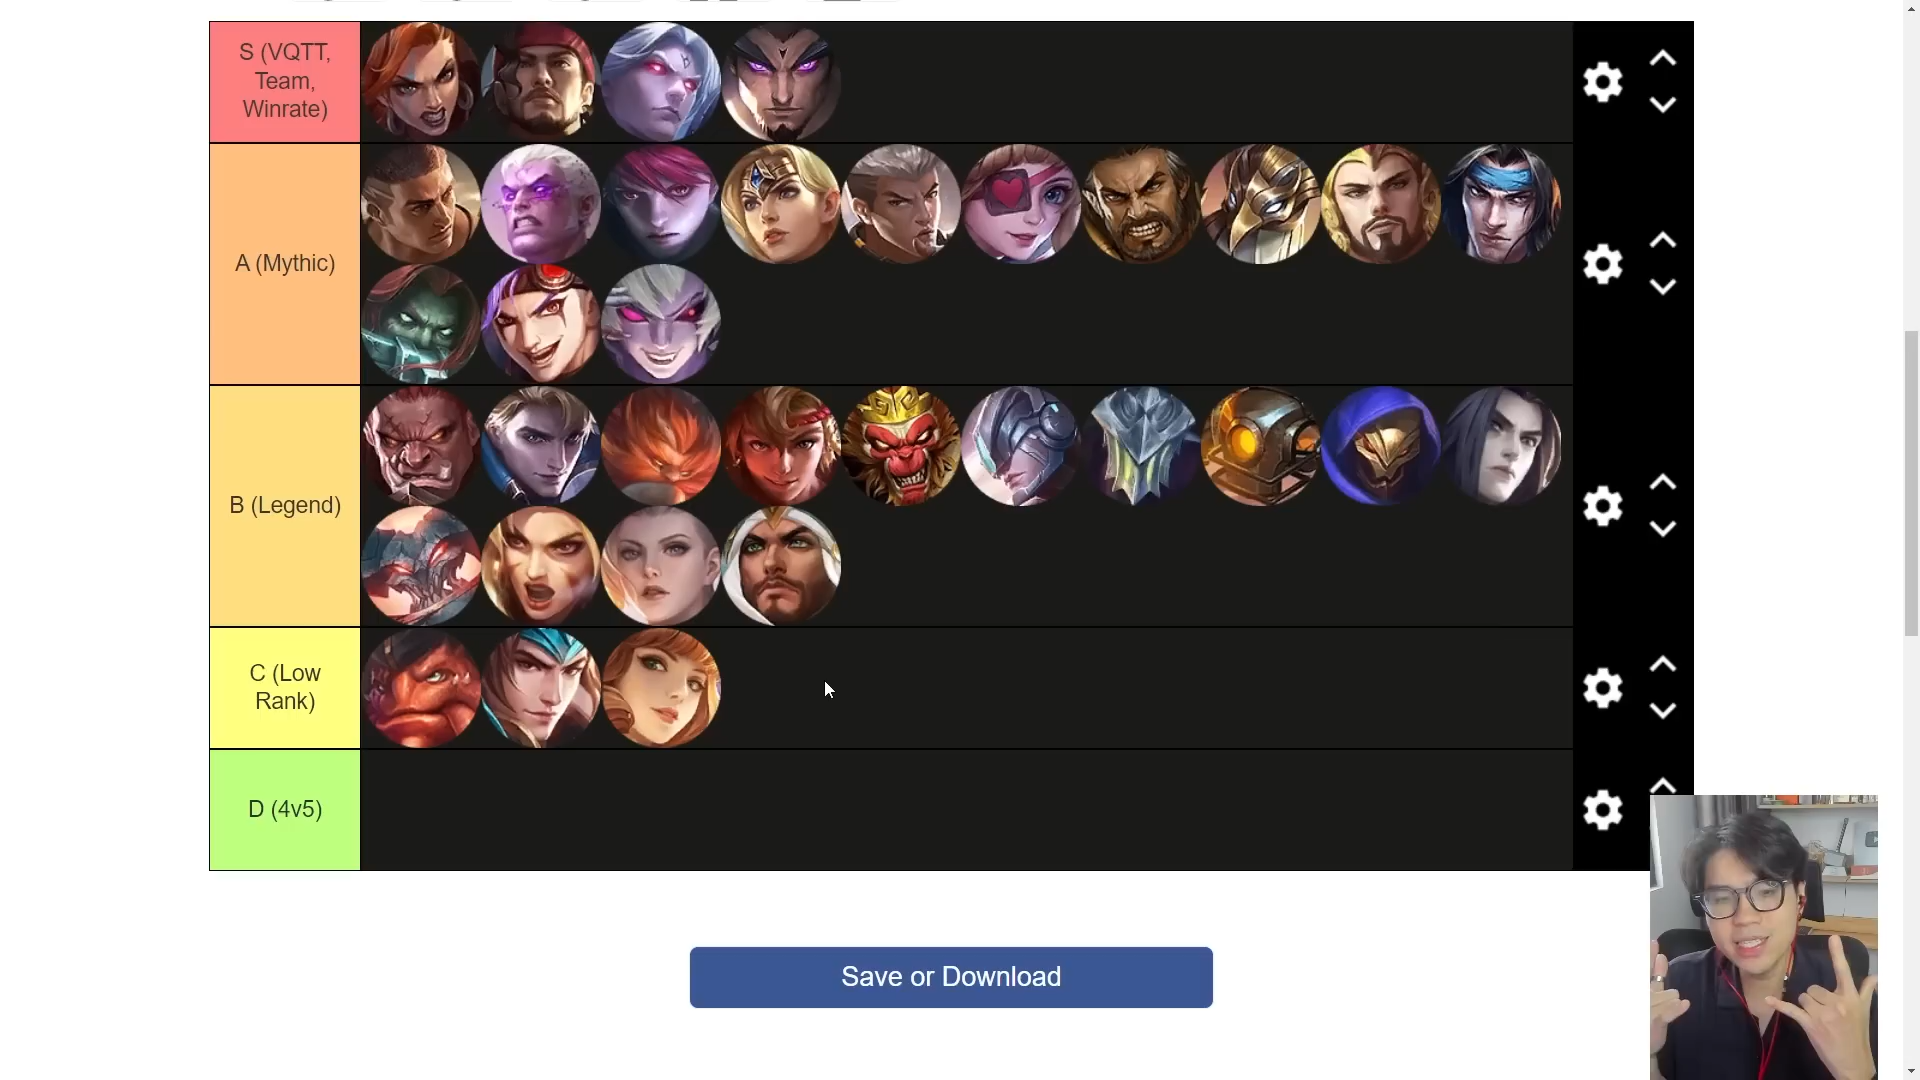 S (VQTT,
Team,
Winrate)
A (Mythic)
B (Legend)
C (Low
Rank)
D (4v5)
Save or Download